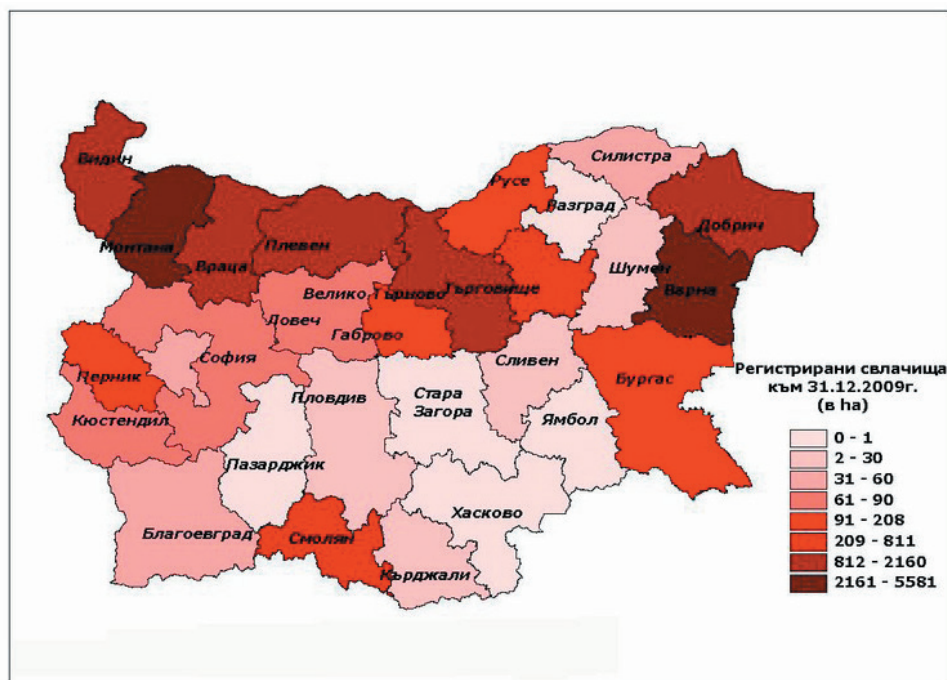 Силистра
Русе
Видин
Разград
Добрич
Монтана
Плевен
Враца
Шумен
Варна
Велико Търново
Търговище
Ловеч
Габрово
София
Сливен
Перник
Бургас
Пловдив
Стара
Загора
Ямбол
Кюстендил
Пазарджик
Хасково
Благоевград
Смолян
Кърджали
Регистрирани свлачища
към 31.12.2009г.
(в ha)
0 - 1
2 - 30
31 - 60
61 - 90
91 - 208
209 - 811
812 - 2160
2161 - 5581